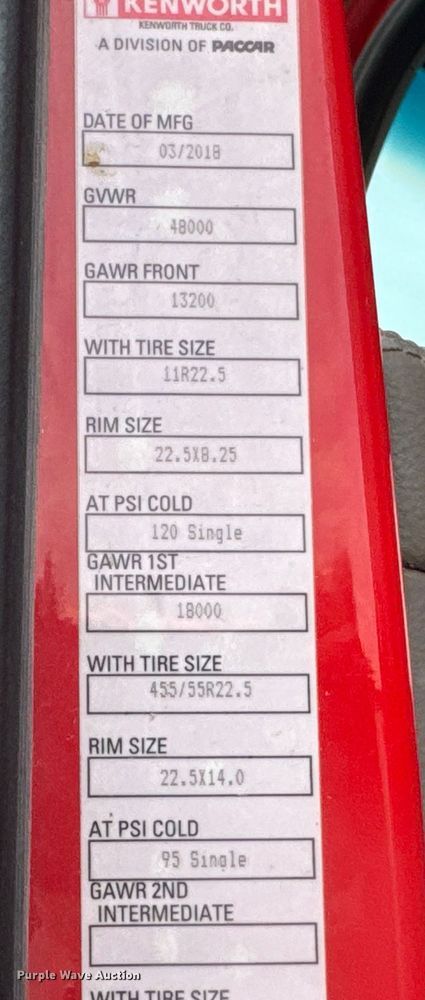 KENWORTH
KENWORTH TRUCK CO.
A DIVISION OF PACCAR
DATE OF MFG
03/2018
GVWR
48000
GAWR FRONT
13200
WITH TIRE SIZE
11R22.5
RIM SIZE
22.5X8.25
AT PSI COLD
120 Single
GAWR 1ST
INTERMEDIATE
18000
WITH TIRE SIZE
455/55R22.5
RIM SIZE
22.5X14.0
AT PSI COLD
95 Single
GAWR 2ND
INTERMEDIATE
Purple Wave Auction
WITH TIRE SIZE